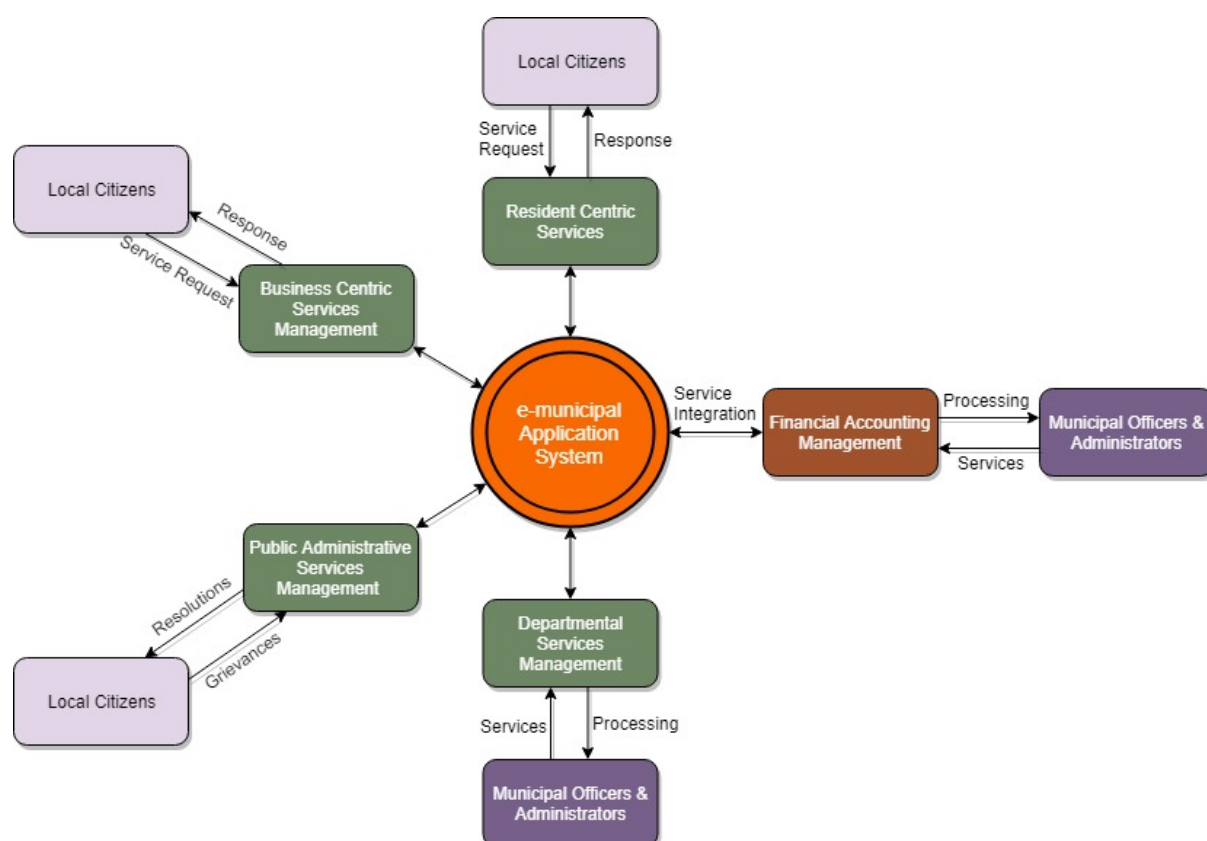 Local Citizens
Service
Request
Response
Local Citizens
Resident Centric
Services
Response
Service Request
Business Centric
Services
Management
e-municipal
Application
System
Service
Integration
Financial Accounting
Management
Processing
Services
Municipal Officers &
Administrators
Public Administrative
Services
Management
Resolutions
Grievances
Local Citizens
Departmental
Services
Management
Services
Processing
Municipal Officers &
Administrators